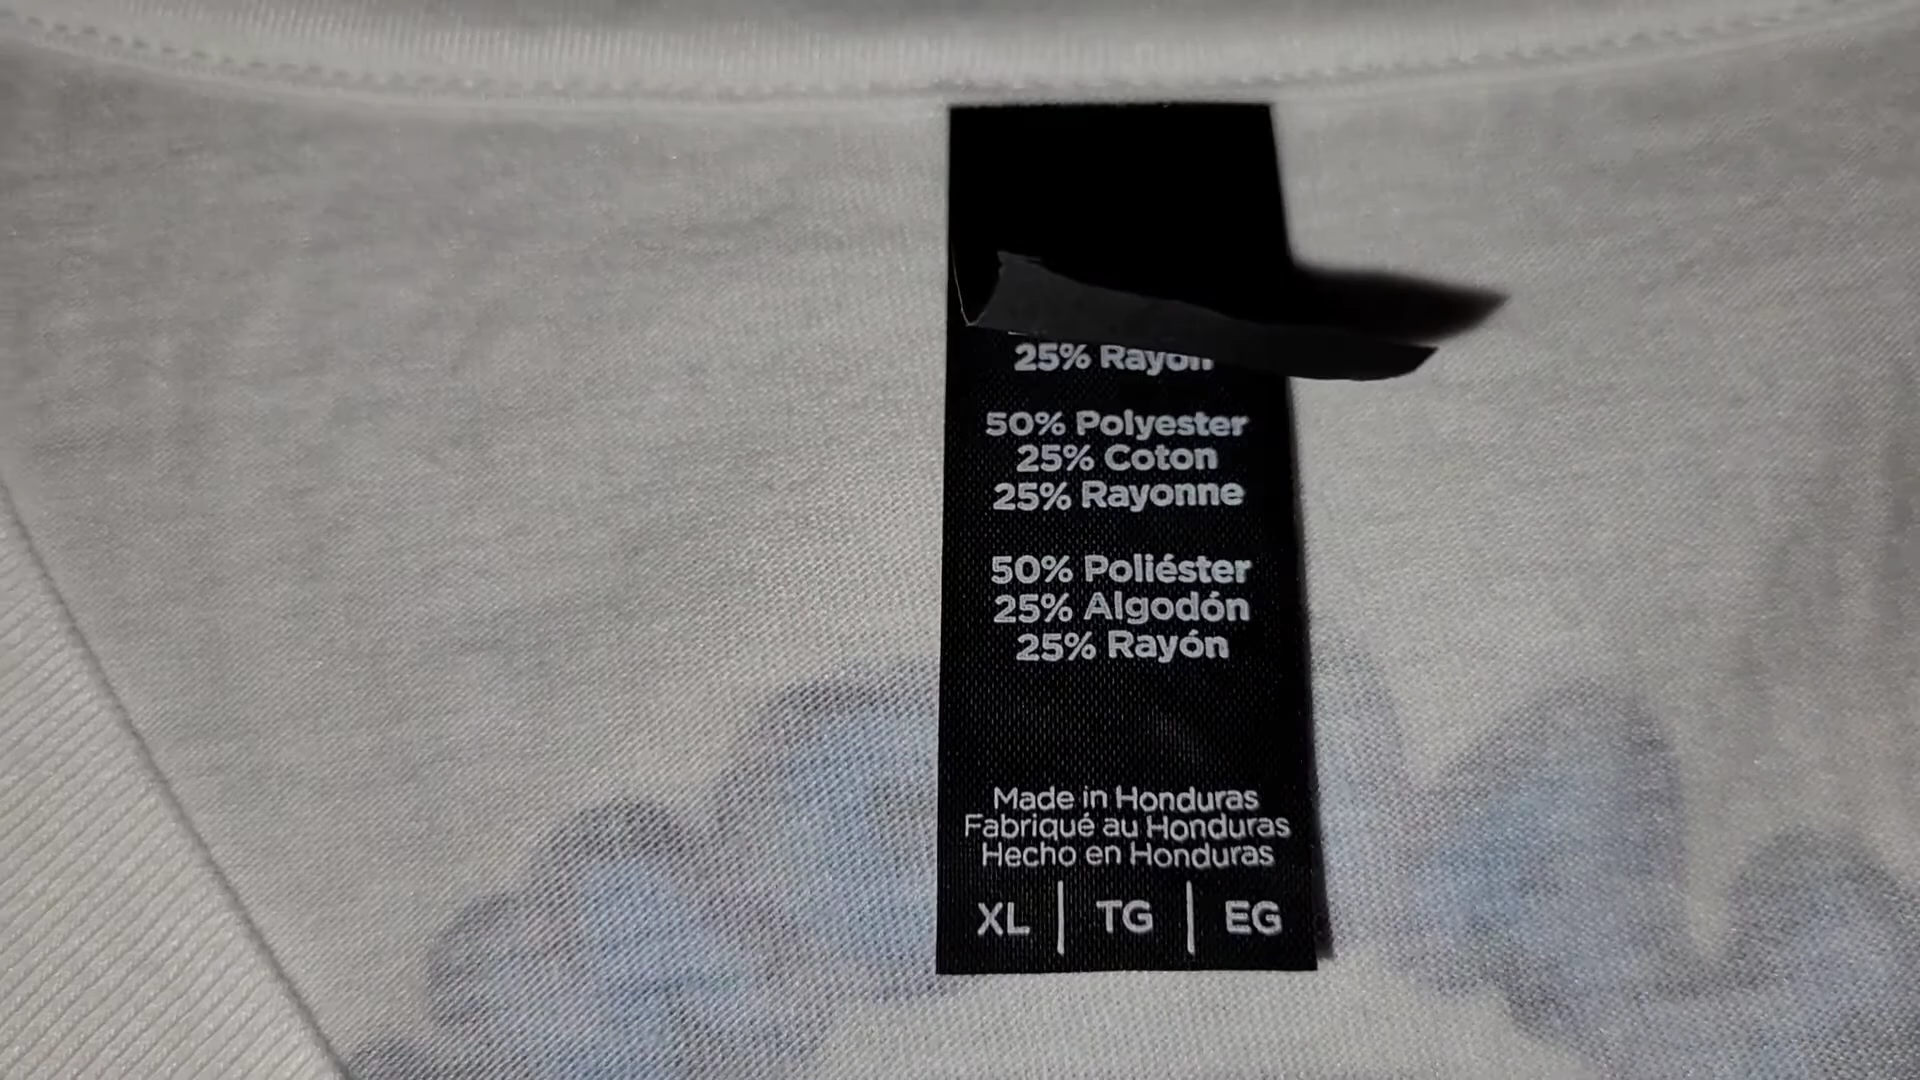 25% Rayon
50% Polyester
25% Coton
25% Rayonne
50% Poliéster
25% Algodón
25% Rayón
Made in Honduras
Fabriqué au Honduras
Hecho en Honduras
XL | TG | EG